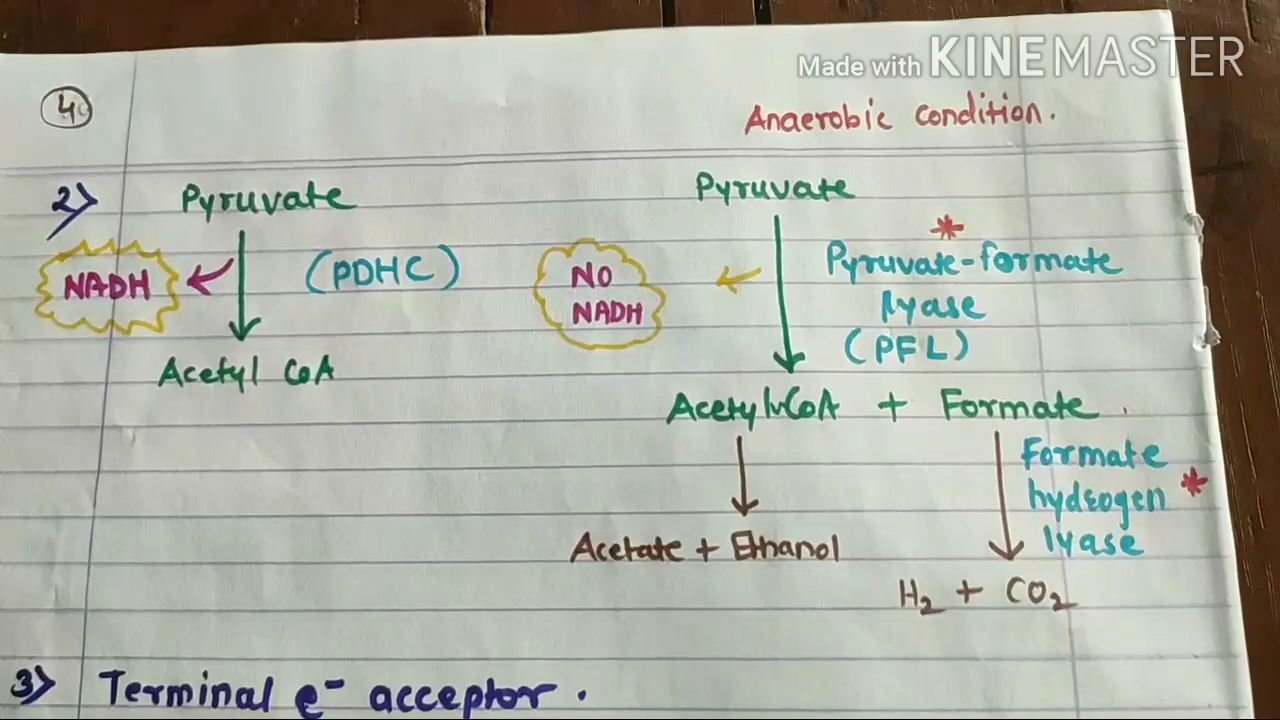 Made with KINEMASTER
4
Anaerobic condition.
2) Pyruvate
NADH
(PDHC)
Acetyl CoA
Pyruvate
NO
NADH
Pyruvate-formate
lyase
(PFL)
Acetyl CoA + Formate.
Acetate + Ethanol
Formate
hydrogen
lyase
H₂ + CO₂
3) Terminal e⁻ acceptor.